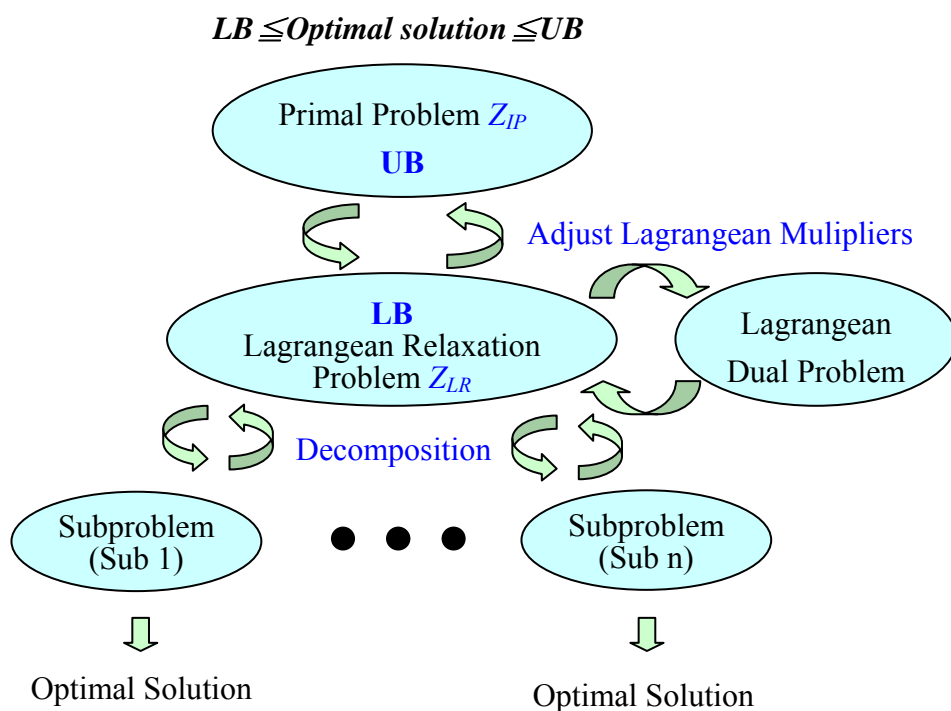 LB ≦Optimal solution ≦UB
Primal Problem Z_IP
UB
Adjust Lagrangean Mulipliers
LB
Lagrangean Relaxation
Problem Z_LR
Lagrangean
Dual Problem
Decomposition
Subproblem
(Sub 1)
● ● ●
Subproblem
(Sub n)
Optimal Solution
Optimal Solution